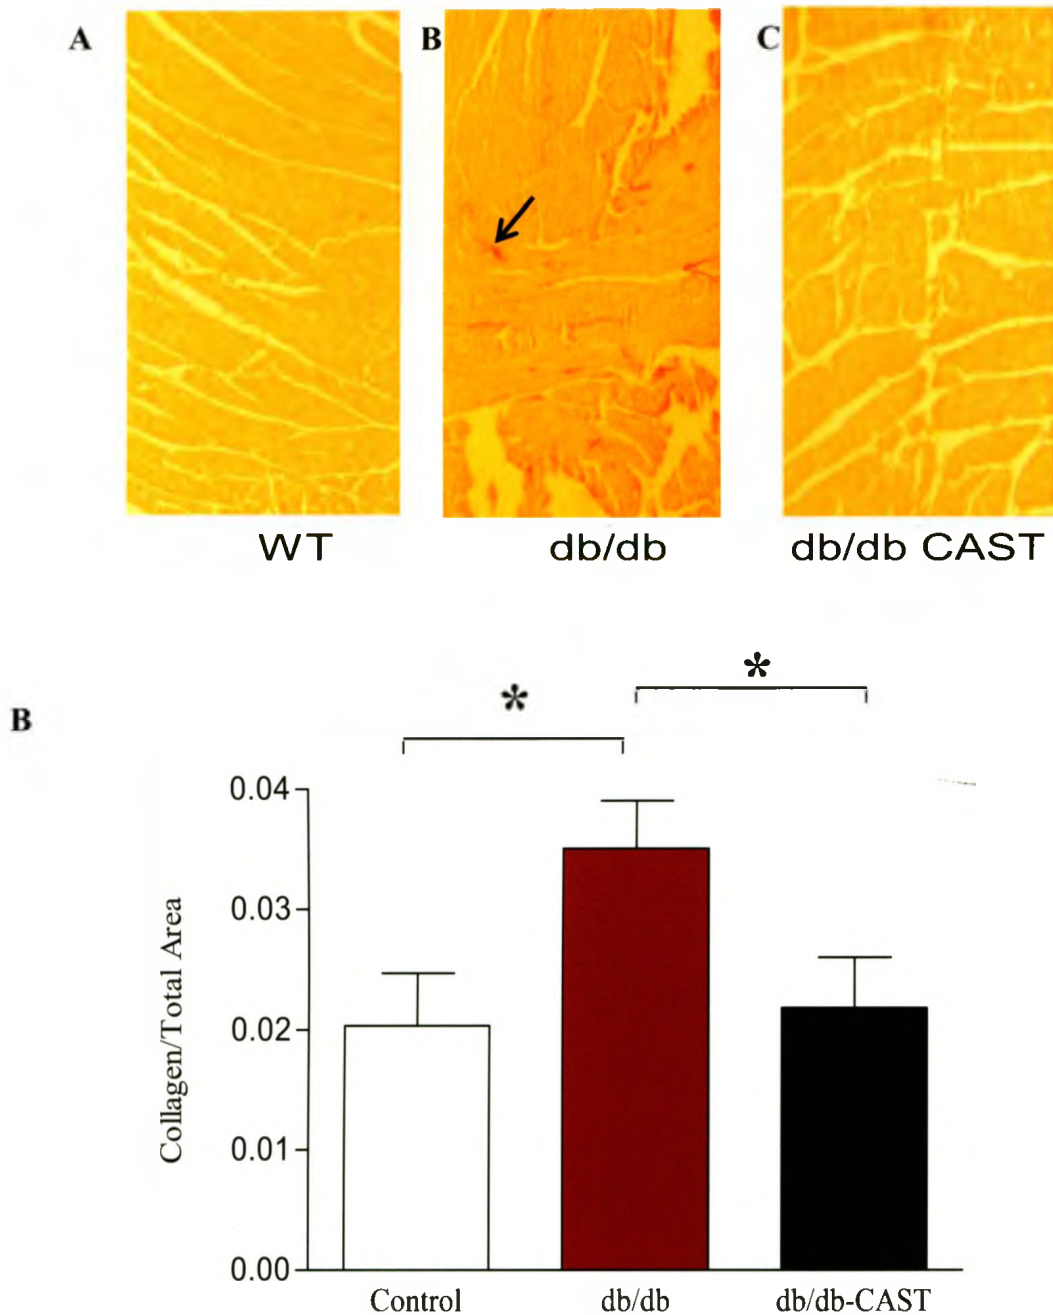 A
B
C
WT
db/db
db/db CAST
*
*
B
0.04
0.03
0.02
0.01
0.00
Collagen/Total Area
Control
db/db
db/db-CAST